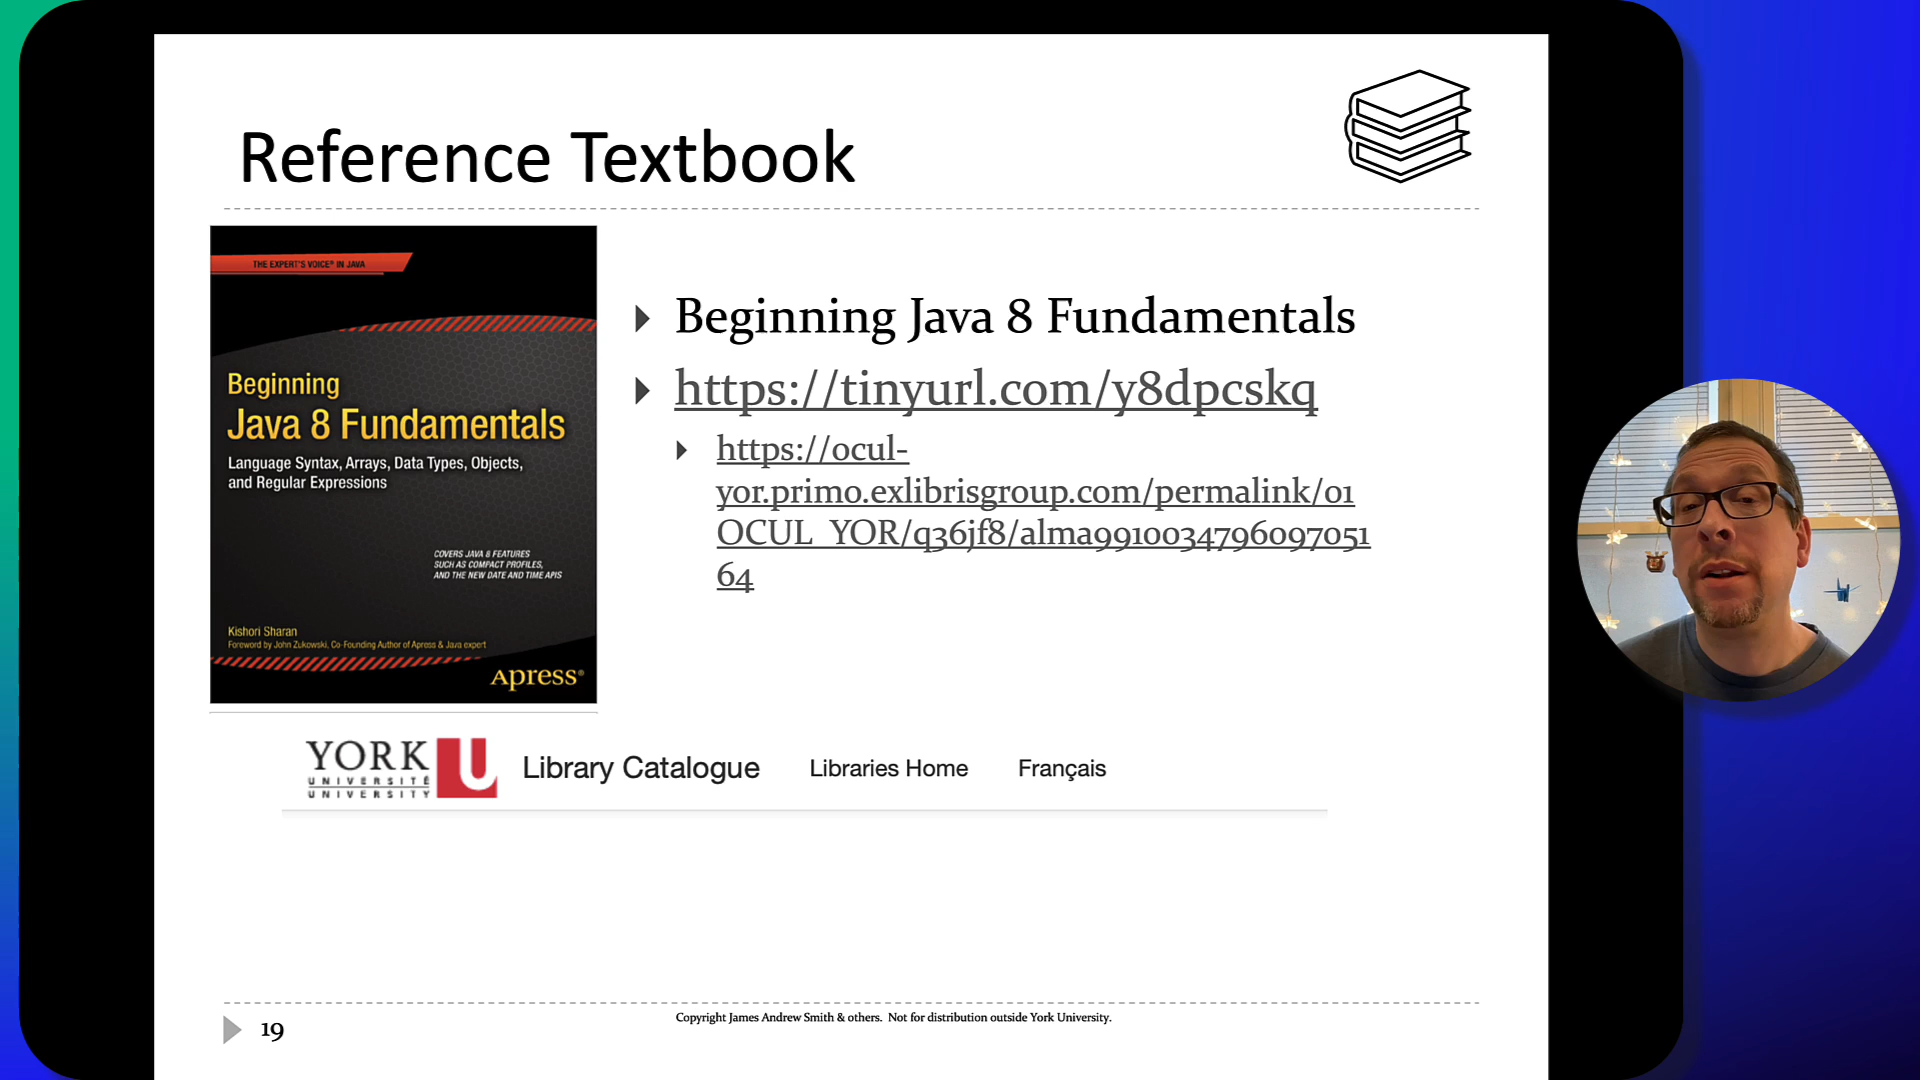 Reference Textbook
THE EXPERT'S VOICE® IN JAVA
Beginning
Java 8 Fundamentals
Language Syntax, Arrays, Data Types, Objects,
and Regular Expressions
COVERS JAVA 8 FEATURES
SUCH AS COMPACT PROFILES,
AND THE NEW DATE AND TIME APIS
Kishori Sharan
Foreword by John Zukowski, Co-Founding Author of Apress & Java expert
Apress®
Beginning Java 8 Fundamentals
https://tinyurl.com/y8dpcskq
https://ocul-
yor.primo.exlibrisgroup.com/permalink/01
OCUL_YOR/q36jf8/alma9910034796097051
64
YORK U
UNIVERSITÉ
UNIVERSITY
Library Catalogue Libraries Home Français
19
Copyright James Andrew Smith & others. Not for distribution outside York University.